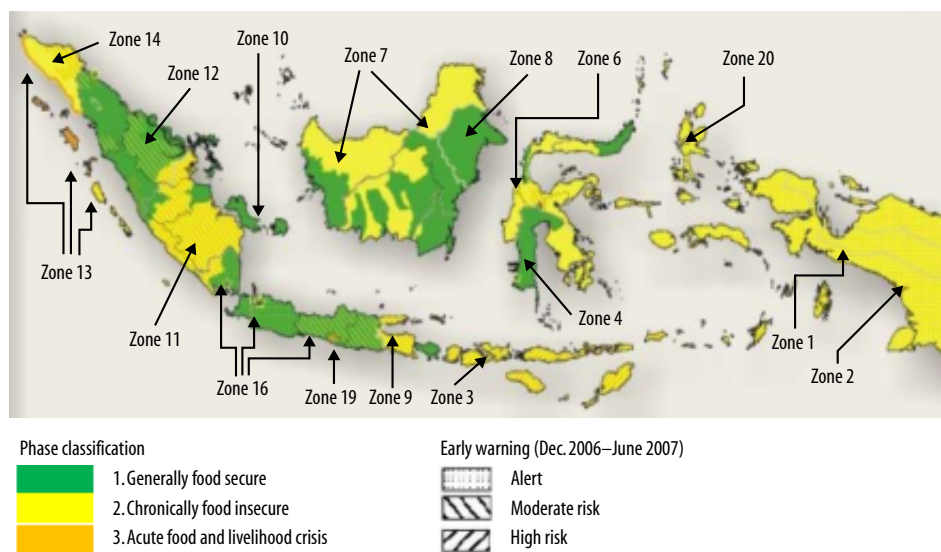 Zone 14
Zone 10
Zone 12
Zone 7
Zone 8
Zone 6
Zone 20
Zone 13
Zone 11
Zone 16
Zone 19
Zone 9
Zone 3
Zone 4
Zone 1
Zone 2
Phase classification
1. Generally food secure
2. Chronically food insecure
3. Acute food and livelihood crisis
Early warning (Dec. 2006–June 2007)
Alert
Moderate risk
High risk